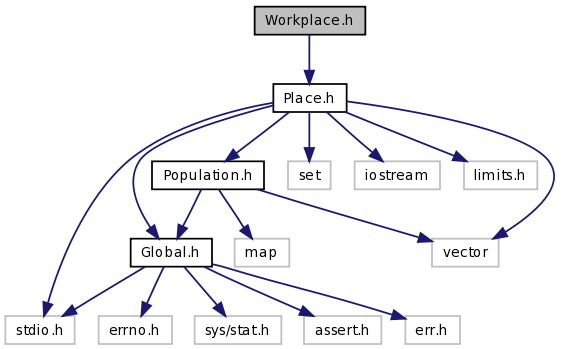 Workplace.h
Place.h
Population.h
set
iostream
limits.h
Global.h
map
vector
stdio.h
errno.h
sys/stat.h
assert.h
err.h